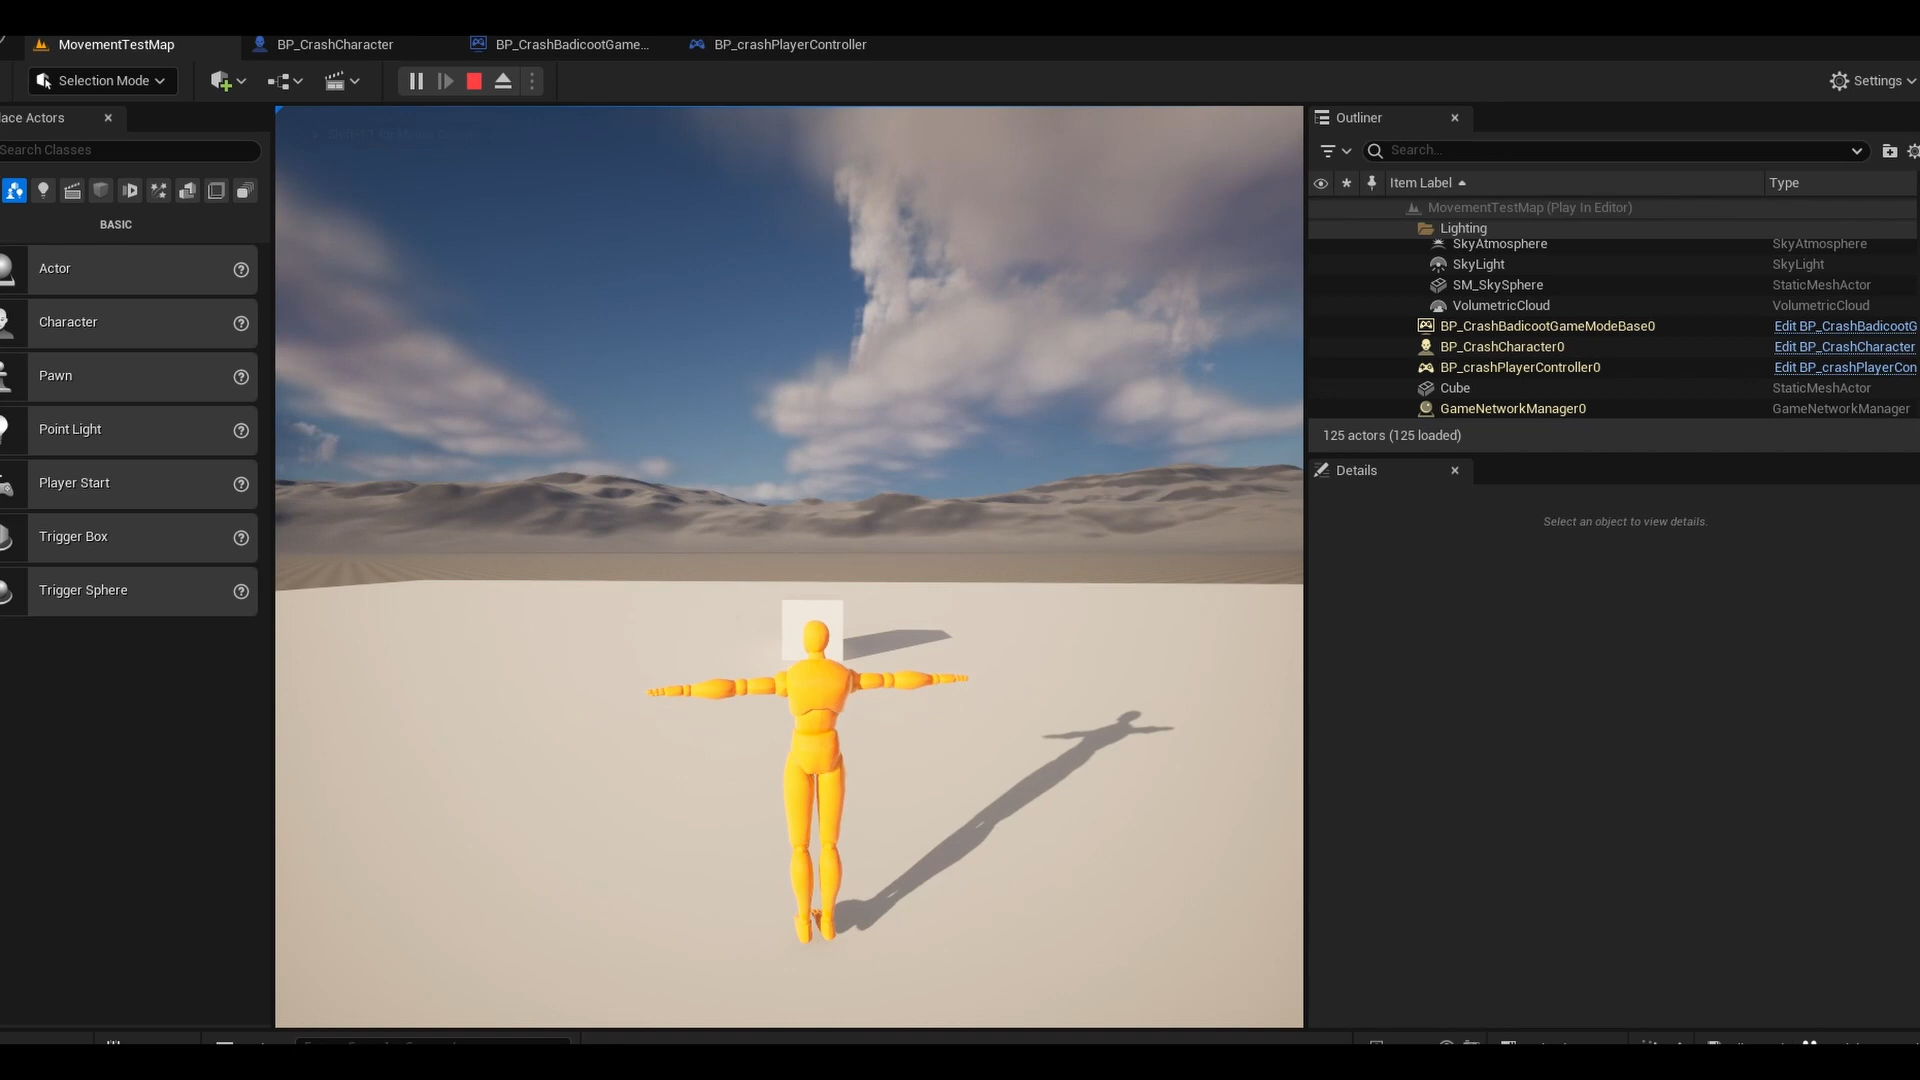 MovementTestMap
BP_CrashCharacter
BP_CrashBadicootGame...
BP_crashPlayerController
Selection Mode
Settings
lace Actors
Search Classes
BASIC
Actor
Character
Pawn
Point Light
Player Start
Trigger Box
Trigger Sphere
Outliner
Search...
Item Label
Type
MovementTestMap (Play In Editor)
Lighting
SkyAtmosphere SkyAtmosphere
SkyLight SkyLight
SM_SkySphere StaticMeshActor
VolumetricCloud VolumetricCloud
BP_CrashBadicootGameModeBase0 Edit BP_CrashBadicootG
BP_CrashCharacter0 Edit BP_CrashCharacter
BP_crashPlayerController0 Edit BP_crashPlayerCon
Cube StaticMeshActor
GameNetworkManager0 GameNetworkManager
125 actors (125 loaded)
Details
Select an object to view details.